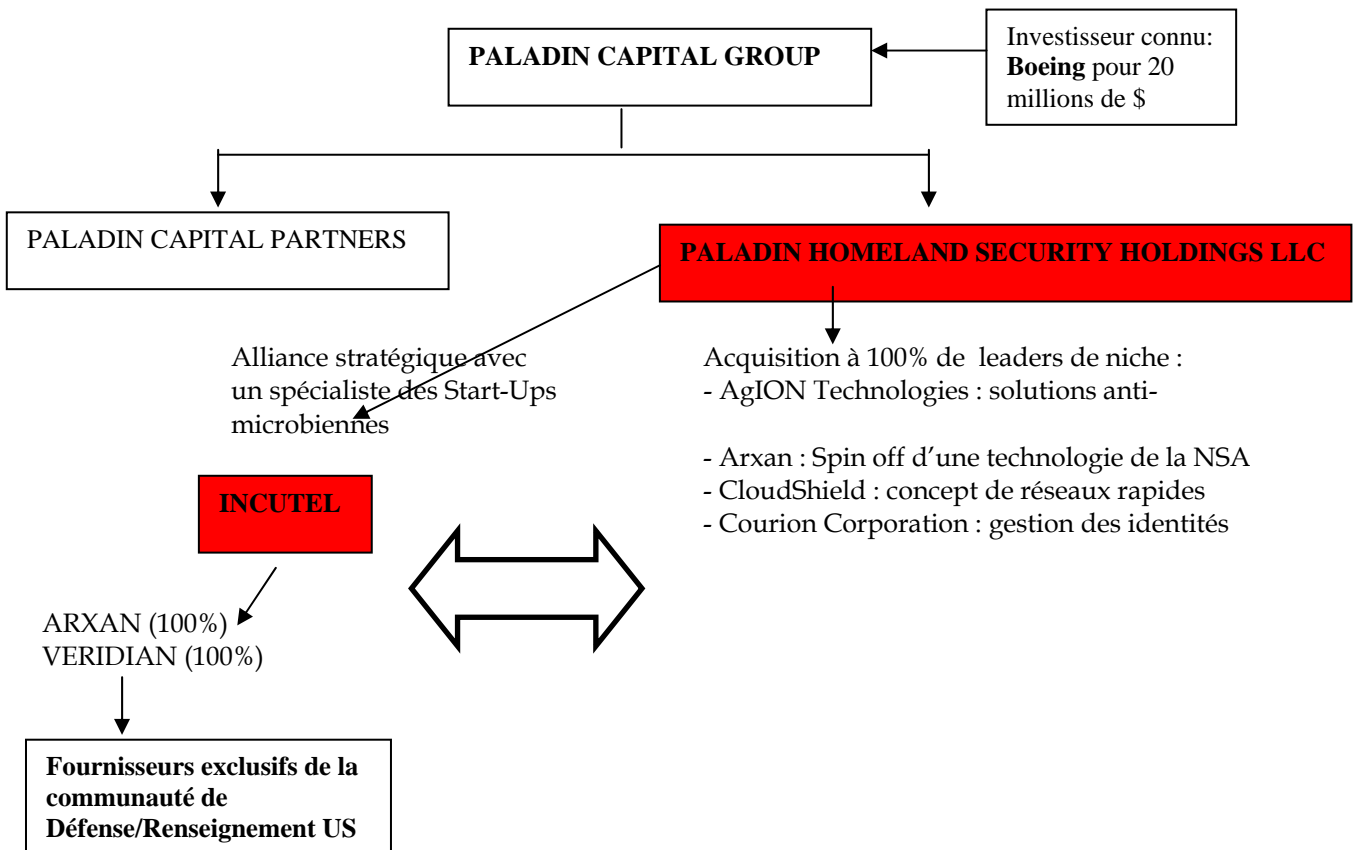 PALADIN CAPITAL GROUP
Investisseur connu:
Boeing pour 20
millions de $
PALADIN CAPITAL PARTNERS
PALADIN HOMELAND SECURITY HOLDINGS LLC
Alliance stratégique avec
un spécialiste des Start-Ups
microbiennes
Acquisition à 100% de leaders de niche :
- AgION Technologies : solutions anti-
- Arxan : Spin off d’une technologie de la NSA
- CloudShield : concept de réseaux rapides
- Courion Corporation : gestion des identités
INCUTEL
ARXAN (100%)
VERIDIAN (100%)
Fournisseurs exclusifs de la
communauté de
Défense/Renseignement US